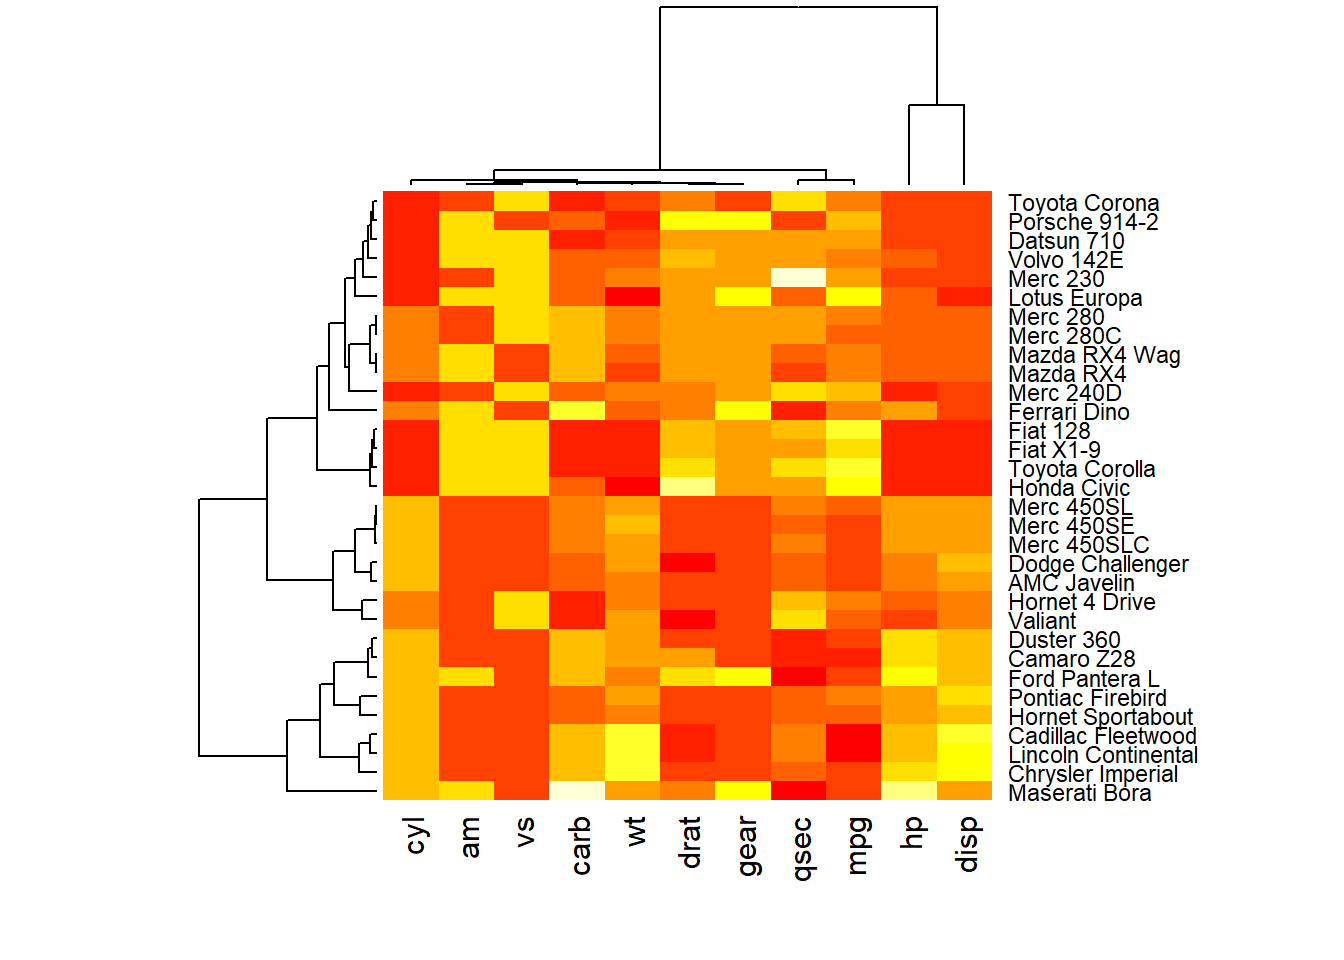 Toyota Corona
Porsche 914-2
Datsun 710
Volvo 142E
Merc 230
Lotus Europa
Merc 280
Merc 280C
Mazda RX4 Wag
Mazda RX4
Merc 240D
Ferrari Dino
Fiat 128
Fiat X1-9
Toyota Corolla
Honda Civic
Merc 450SL
Merc 450SE
Merc 450SLC
Dodge Challenger
AMC Javelin
Hornet 4 Drive
Valiant
Duster 360
Camaro Z28
Ford Pantera L
Pontiac Firebird
Hornet Sportabout
Cadillac Fleetwood
Lincoln Continental
Chrysler Imperial
Maserati Bora
cyl
am
vs
carb
wt
drat
gear
qsec
mpg
hp
disp